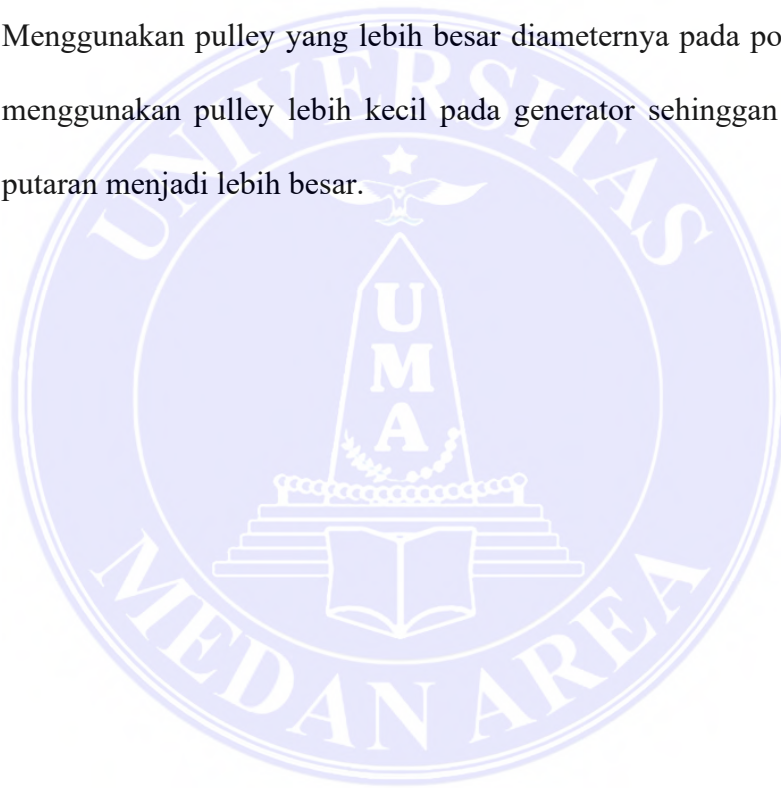 Menggunakan pulley yang lebih besar diameternya pada po
menggunakan pulley lebih kecil pada generator sehinggan
putaran menjadi lebih besar.
UNIVERSITAS
U
M
A
MEDAN AREA